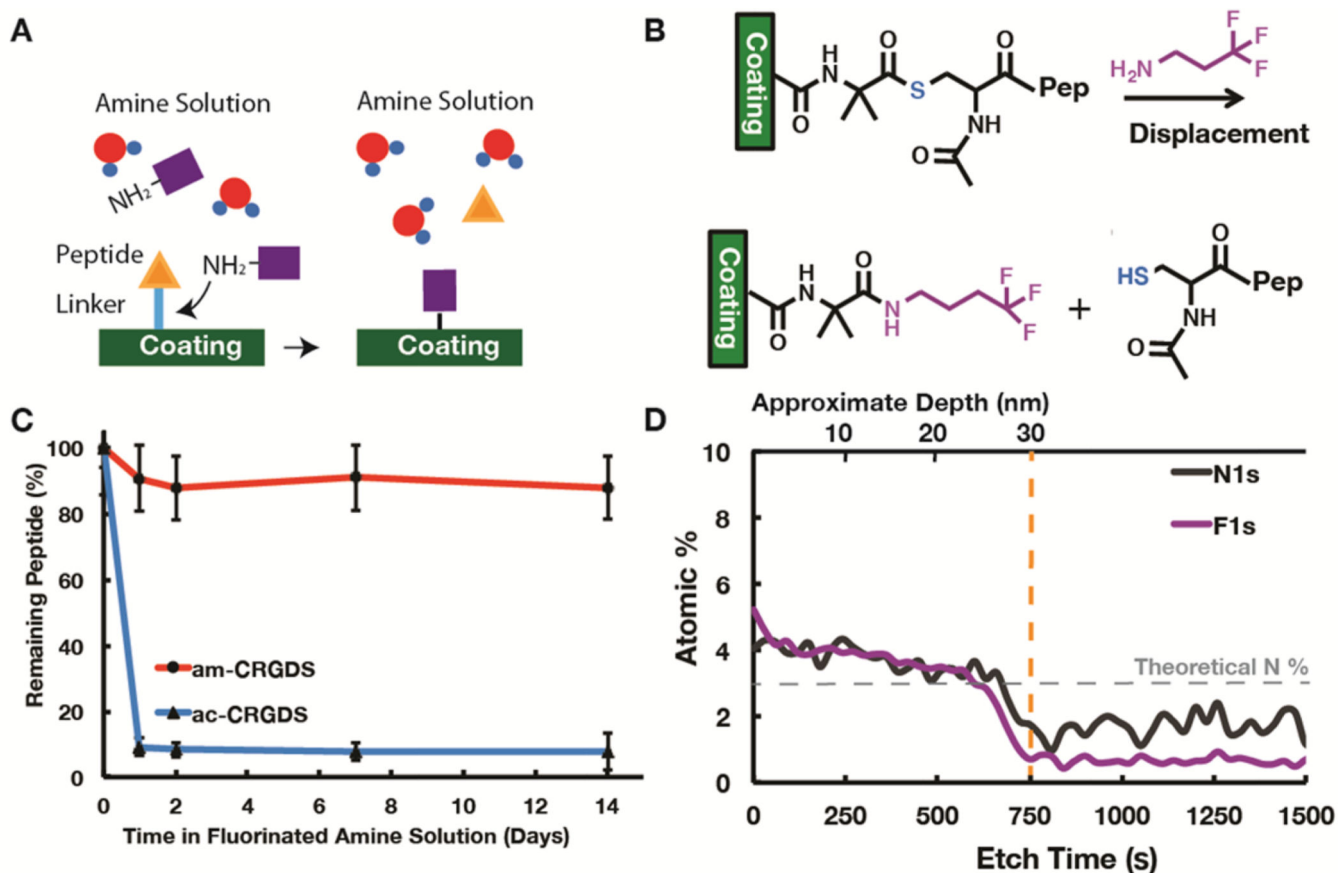 A
Amine Solution
Amine Solution
NH₂
Peptide
NH₂
Linker
Coating
Coating
B
Coating
O
H
N
O
S
O
Pep
NH
O
H₂N
F
F
F
Displacement
Coating
O
H
N
O
N
H
F
F
F
+
HS
O
Pep
NH
O
C
Remaining Peptide (%)
100
80
60
40
20
0
am-CRGDS
ac-CRGDS
0 2 4 6 8 10 12 14
Time in Fluorinated Amine Solution (Days)
D
Approximate Depth (nm)
10 20 30
Atomic %
10
8
6
4
2
0
N1s
F1s
Theoretical N %
0 250 500 750 1000 1250 1500
Etch Time (s)